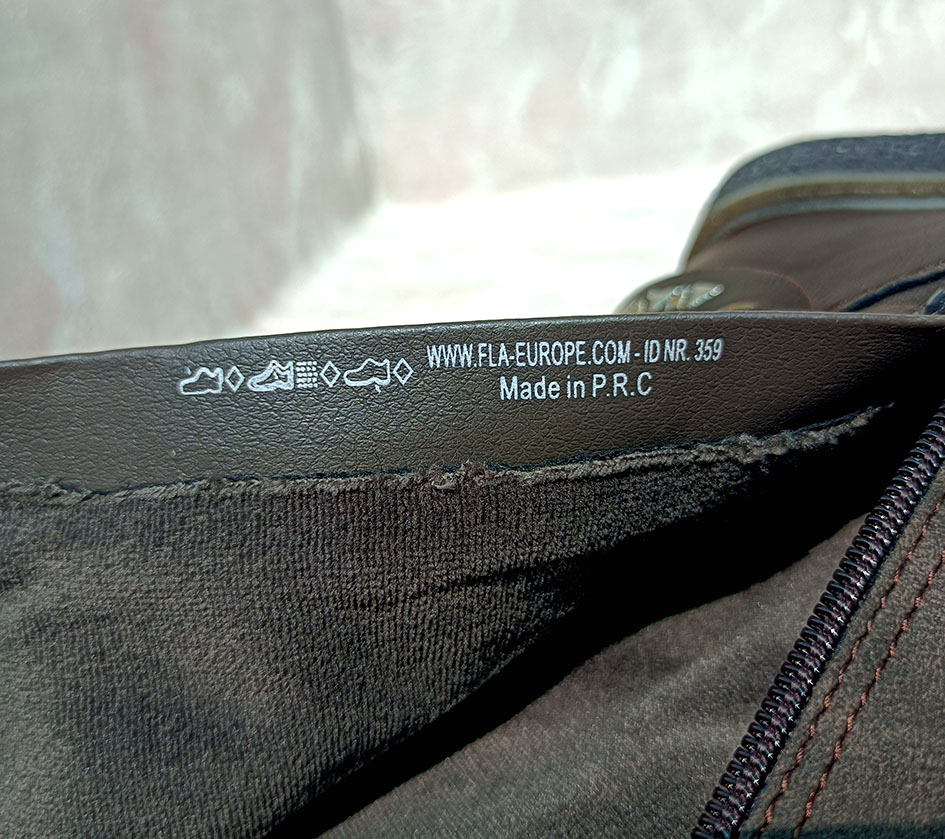 WWW.FLA-EUROPE.COM - ID NR. 359
Made in P.R.C